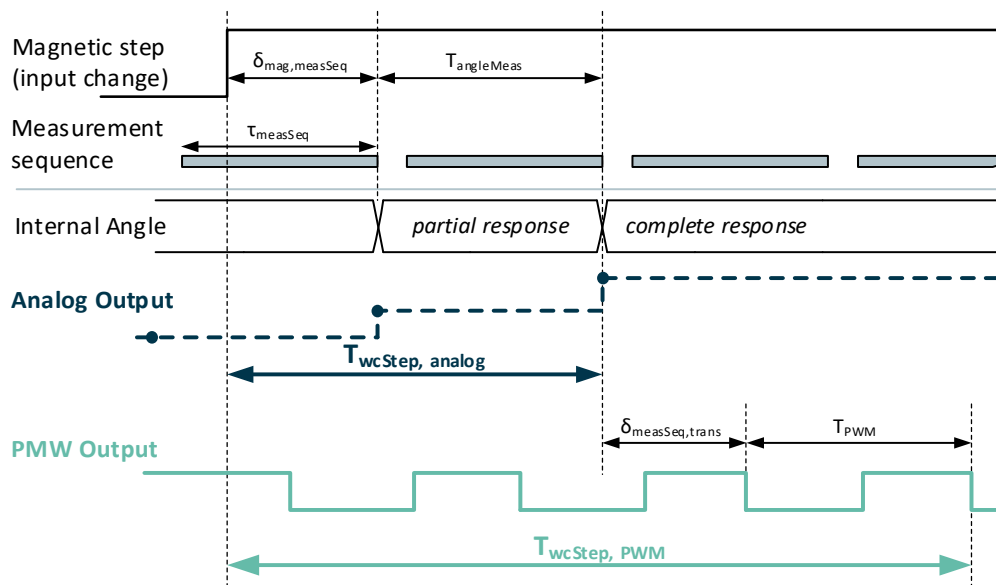 Magnetic step
(input change)
δmag,measSeq
TangleMeas
Measurement
sequence
τmeasSeq
Internal Angle
partial response
complete response
Analog Output
TwcStep, analog
δmeasSeq,trans
TPWM
PMW Output
TwcStep, PWM